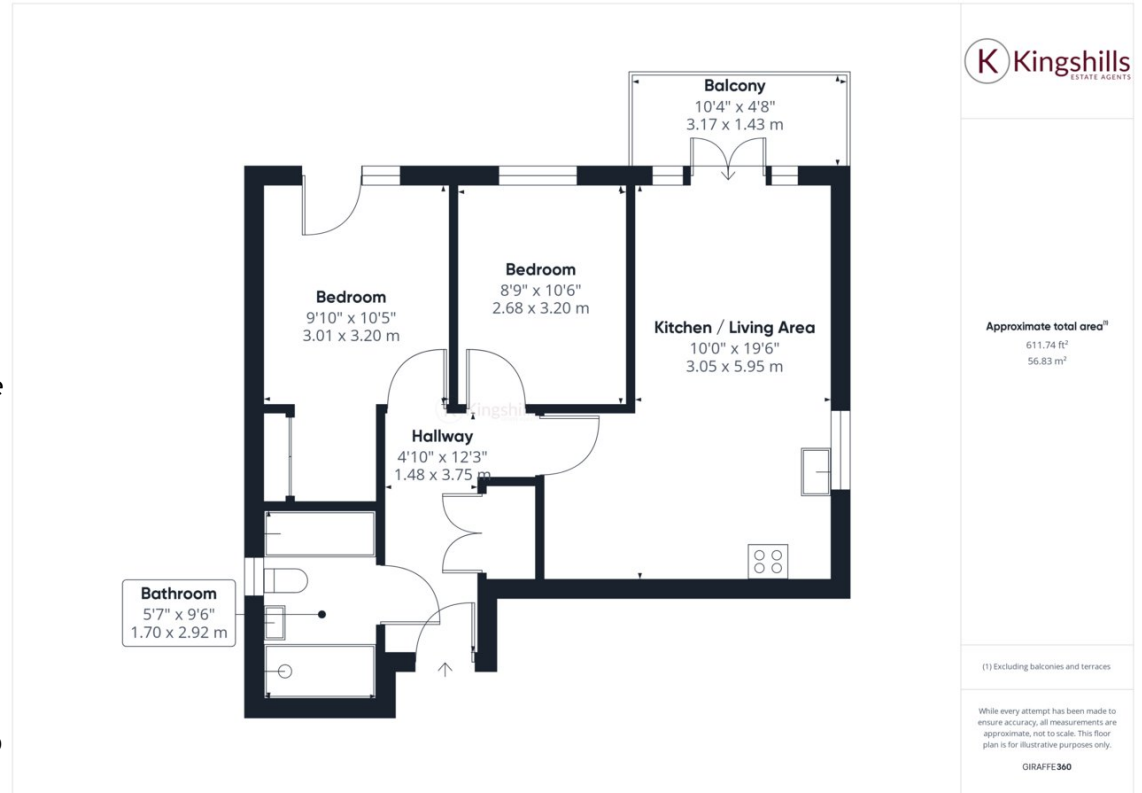 Balcony
10'4" x 4'8"
3.17 x 1.43 m
Bedroom
9'10" x 10'5"
3.01 x 3.20 m
Bedroom
8'9" x 10'6"
2.68 x 3.20 m
Kitchen / Living Area
10'0" x 19'6"
3.05 x 5.95 m
Hallway
4'10" x 12'3"
1.48 x 3.75 m
Bathroom
5'7" x 9'6"
1.70 x 2.92 m
K Kingshills
ESTATE AGENTS
Approximate total area(1)
611.74 ft²
56.83 m²
(1) Excluding balconies and terraces
While every attempt has been made to
ensure accuracy, all measurements are
approximate, not to scale. This floor
plan is for illustrative purposes only.
GIRAFFE360